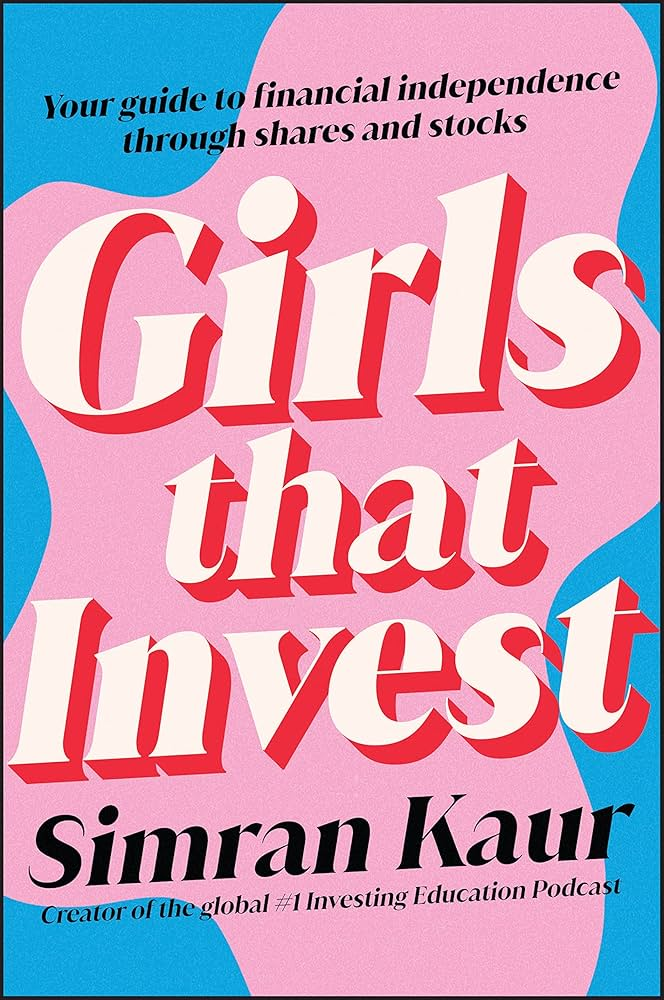 Your guide to financial independence
through shares and stocks
Girls
that
Invest
Simran Kaur
Creator of the global #1 Investing Education Podcast